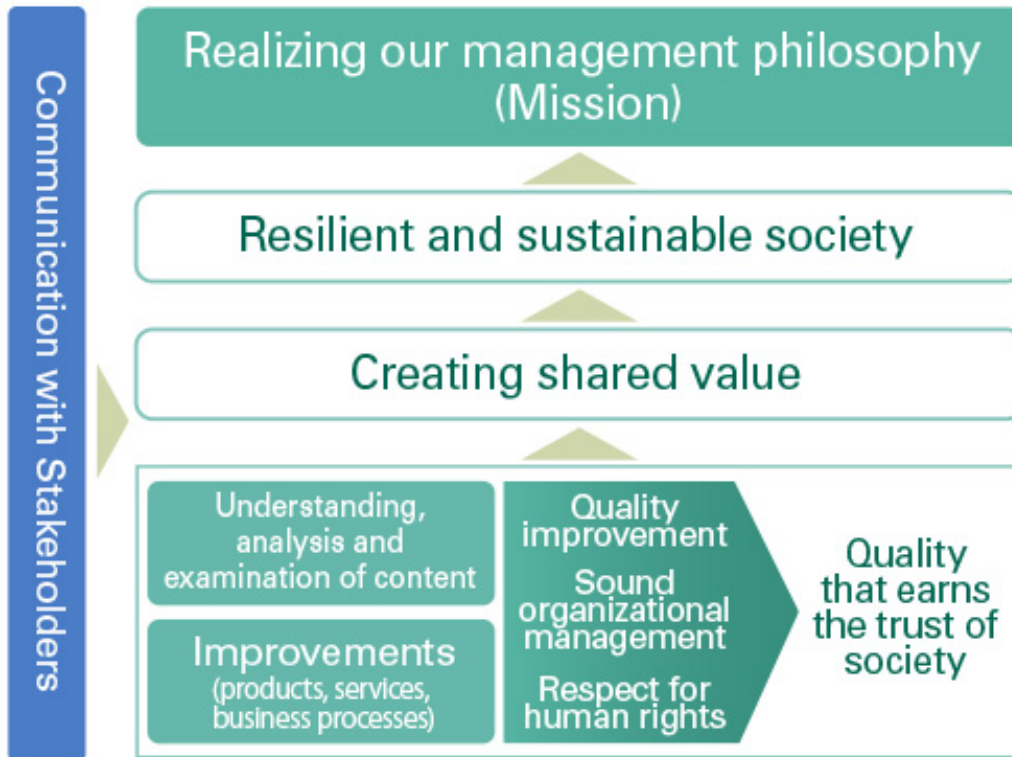 Communication with Stakeholders
Realizing our management philosophy
(Mission)
Resilient and sustainable society
Creating shared value
Understanding,
analysis and
examination of content
Improvements
(products, services,
business processes)
Quality
improvement
Sound
organizational
management
Respect for
human rights
Quality
that earns
the trust of
society